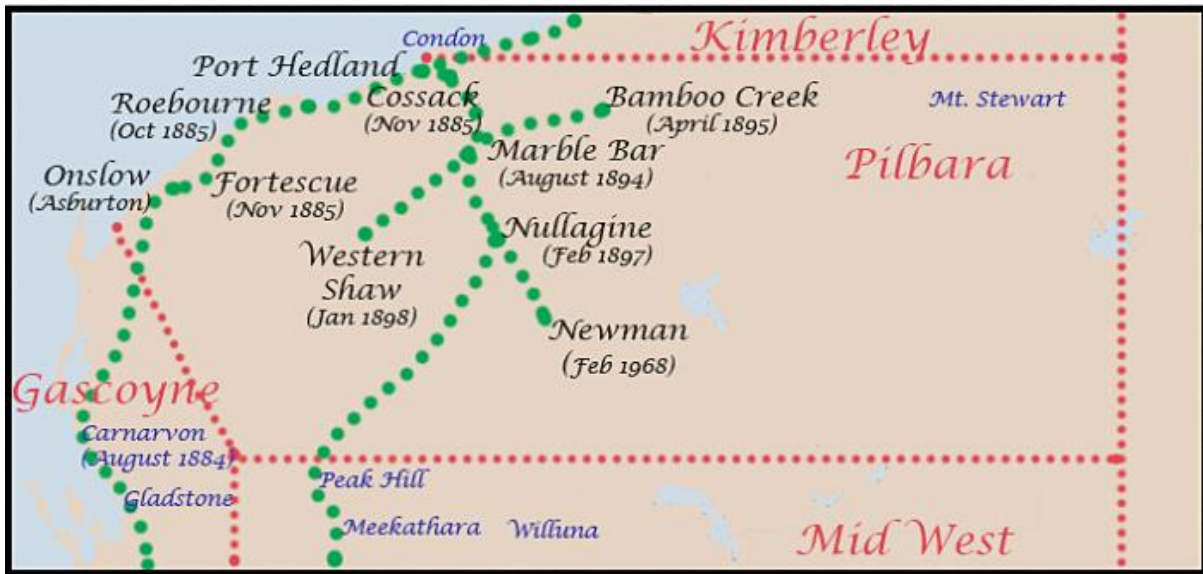 Kimberley
Condon
Port Hedland
Cossack
(Nov 1885)
Roebourne
(Oct 1885)
Bamboo Creek
(April 1895)
Mt. Stewart
Marble Bar
(August 1894)
Pilbara
Onslow
(Asburton)
Fortescue
(Nov 1885)
Nullagine
(Feb 1897)
Western
Shaw
(Jan 1898)
Newman
(Feb 1968)
Gascoyne
Carnarvon
(August 1884)
Gladstone
Peak Hill
Meekathara
Willuna
Mid West